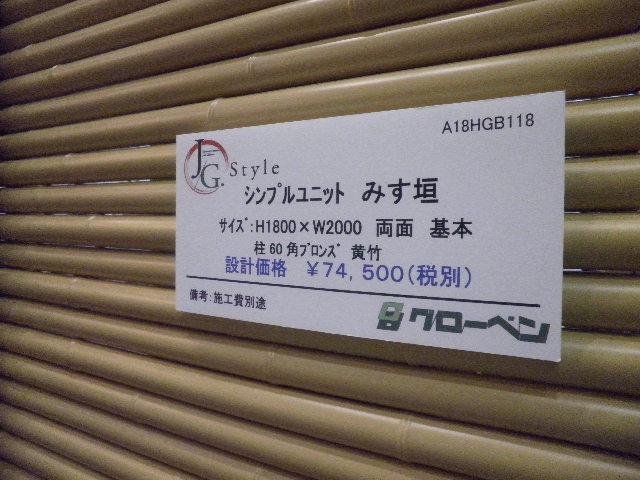 A18HGB118
J.G. Style
シンプルユニット みす垣
サイズ:H1800×W2000 両面 基本
柱60角ブロンズ 黄竹
設計価格 ￥74,500(税別)
備考:施工費別途
クローベン